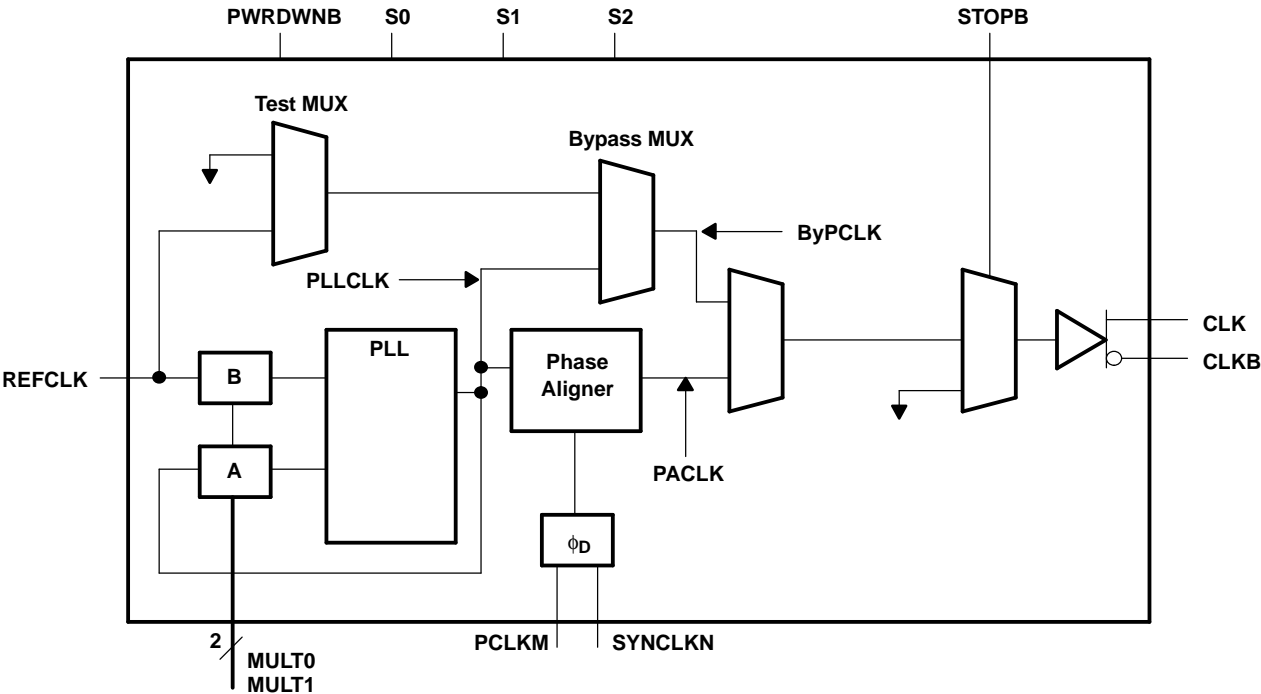 PWRDWNB S0 S1 S2 STOPB
Test MUX
Bypass MUX
ByPCLK
PLLCLK
PLL
Phase
Aligner
CLK
CLKB
REFCLK
B
A
PACLK
ϕD
PCLKM SYNCLKN
2
MULT0
MULT1